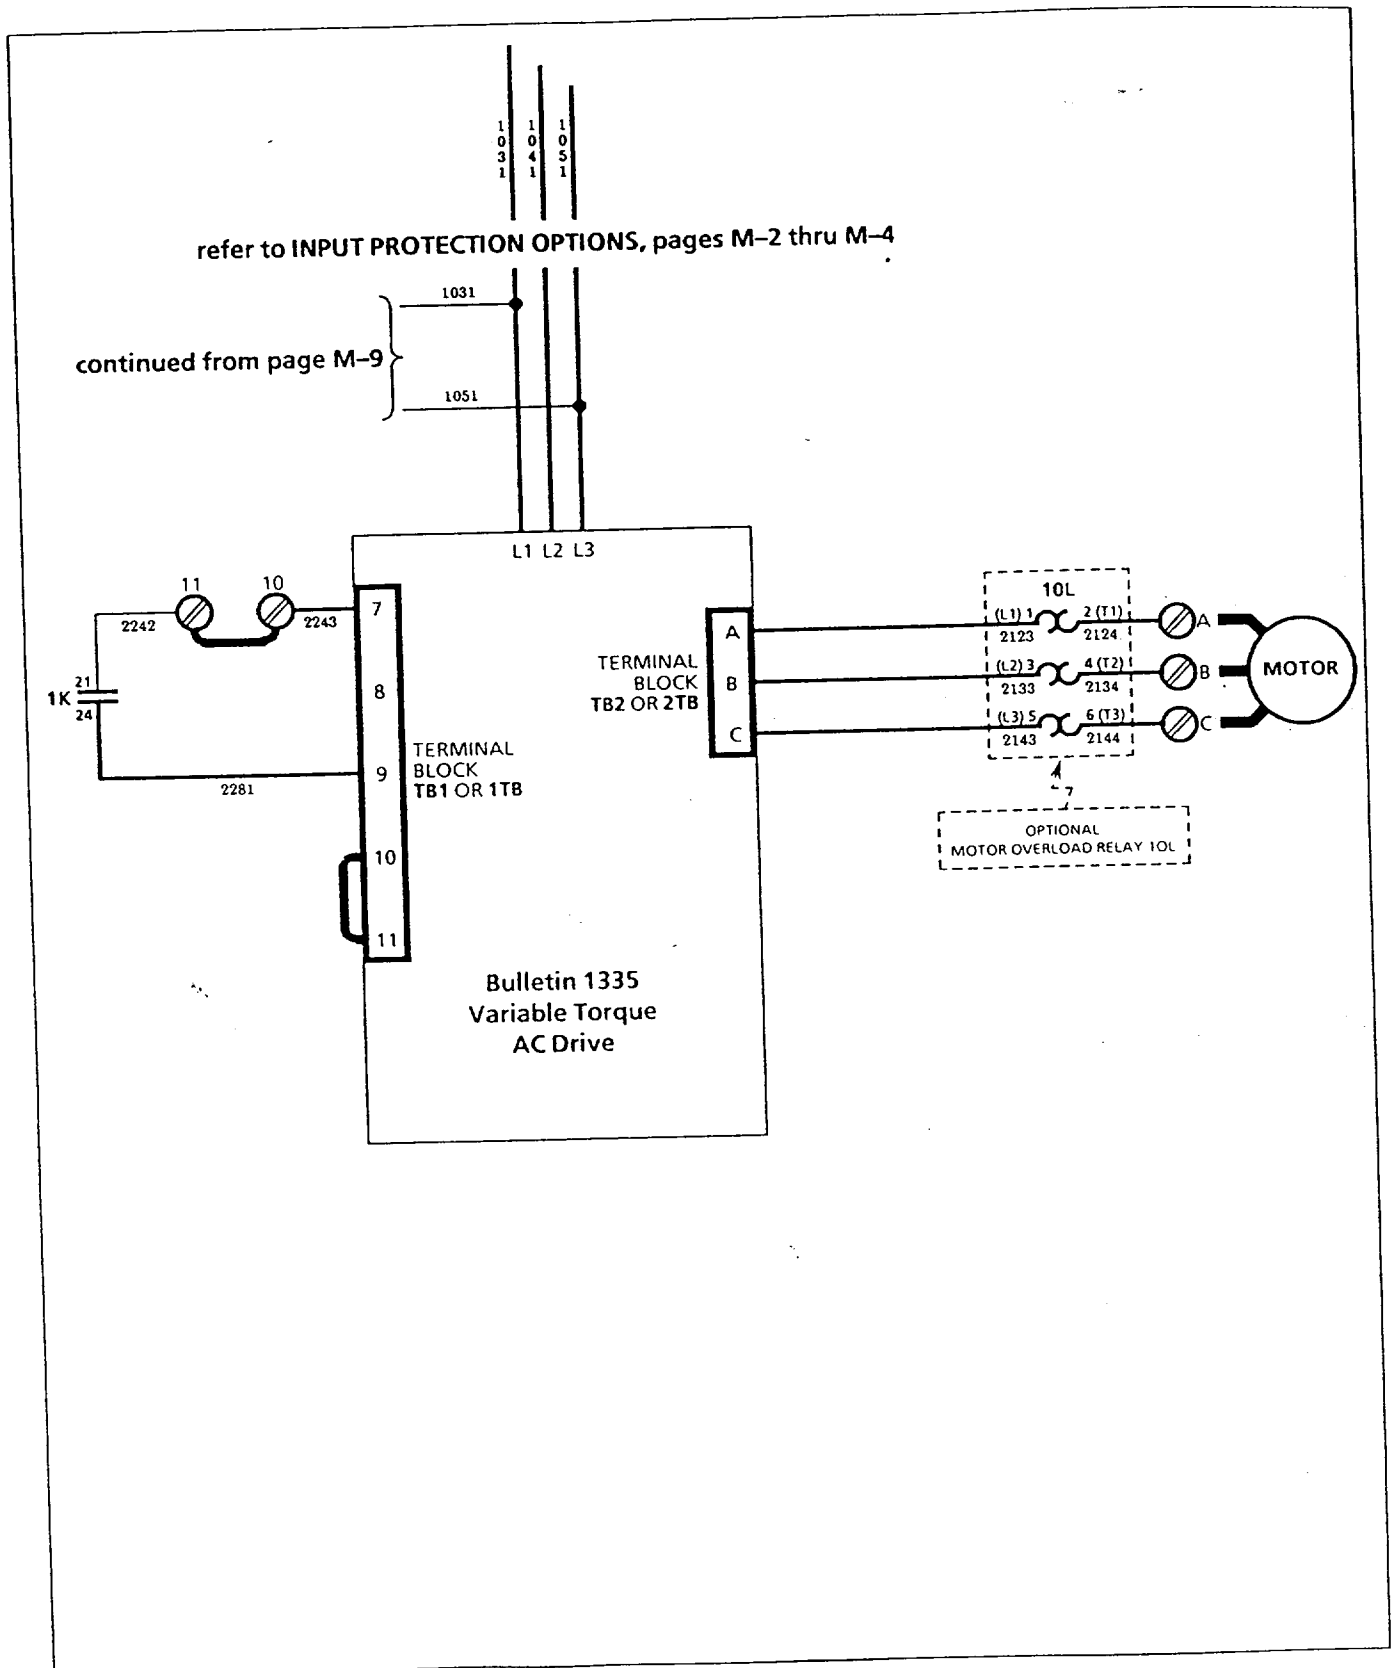 1031
1041
1051
refer to INPUT PROTECTION OPTIONS, pages M–2 thru M–4
1031
continued from page M–9
1051
L1 L2 L3
11
10
2242
2243
21
1K
24
2281
7
8
9
10
11
TERMINAL
BLOCK
TB1 OR 1TB
TERMINAL
BLOCK
TB2 OR 2TB
A
B
C
10L
(L1) 1
2 (T1)
2123
2124
A
(L2) 3
4 (T2)
2133
2134
B
(L3) 5
6 (T3)
2143
2144
C
MOTOR
OPTIONAL
MOTOR OVERLOAD RELAY 10L
Bulletin 1335
Variable Torque
AC Drive